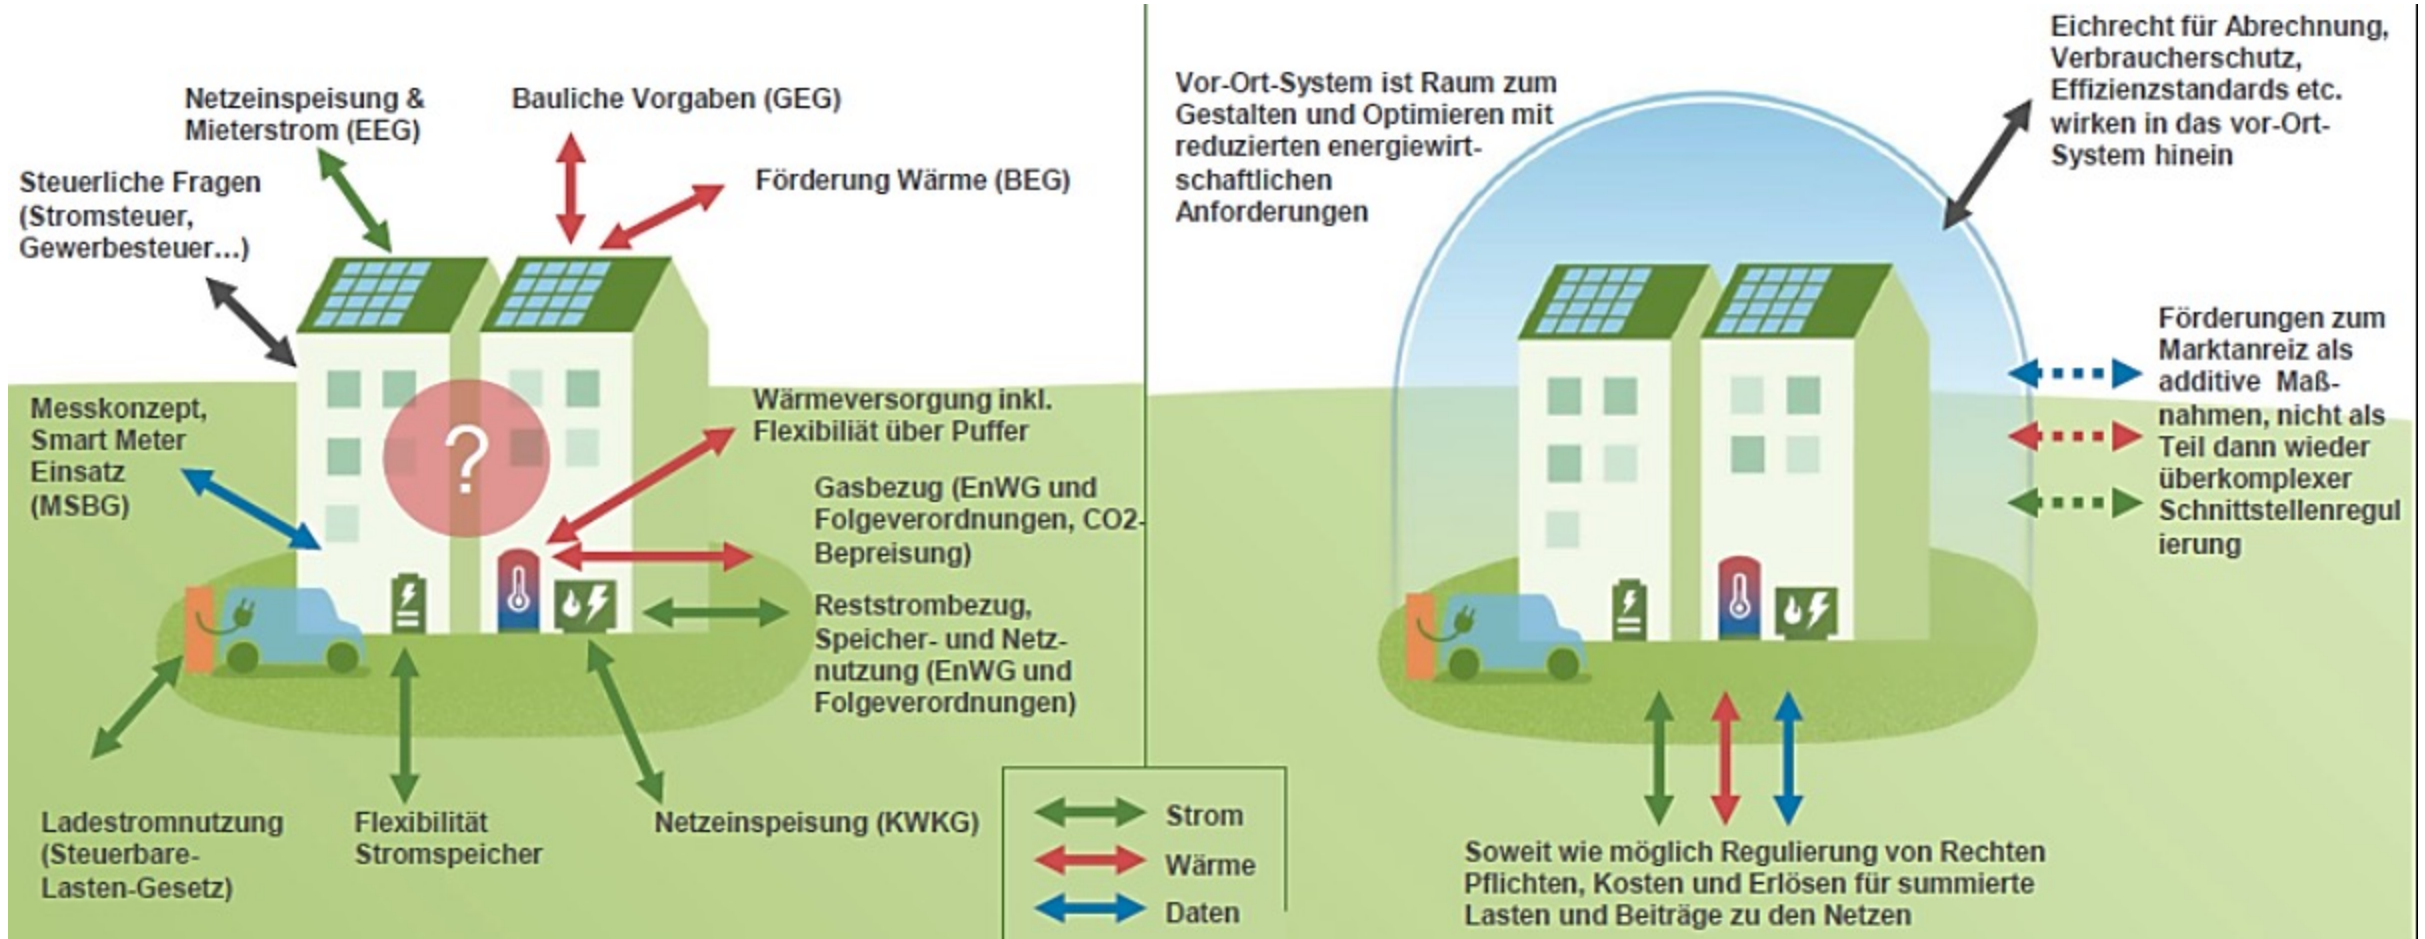 Netzeinspeisung &
Mieterstrom (EEG)
Bauliche Vorgaben (GEG)
Steuerliche Fragen
(Stromsteuer,
Gewerbesteuer...)
Förderung Wärme (BEG)
Messkonzept,
Smart Meter
Einsatz
(MSBG)
?
Wärmeversorgung inkl.
Flexibiliät über Puffer
Gasbezug (EnWG und
Folgeverordnungen, CO2-
Bepreisung)
Reststrombezug,
Speicher- und Netz-
nutzung (EnWG und
Folgeverordnungen)
Ladestromnutzung
(Steuerbare-
Lasten-Gesetz)
Flexibilität
Stromspeicher
Netzeinspeisung (KWKG)
Strom
Wärme
Daten
Vor-Ort-System ist Raum zum
Gestalten und Optimieren mit
reduzierten energiewirt-
schaftlichen
Anforderungen
Eichrecht für Abrechnung,
Verbraucherschutz,
Effizienzstandards etc.
wirken in das vor-Ort-
System hinein
Förderungen zum
Marktanreiz als
additive Maß-
nahmen, nicht als
Teil dann wieder
überkomplexer
Schnittstellenregul
ierung
Soweit wie möglich Regulierung von Rechten
Pflichten, Kosten und Erlösen für summierte
Lasten und Beiträge zu den Netzen